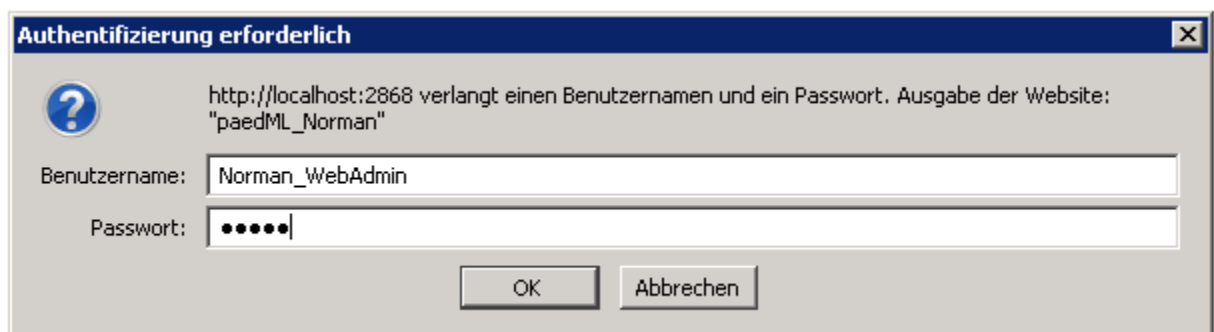 Authentifizierung erforderlich
http://localhost:2868 verlangt einen Benutzernamen und ein Passwort. Ausgabe der Website:
"paedML_Norman"
Benutzername: Norman_WebAdmin
Passwort: •••••
OK Abbrechen